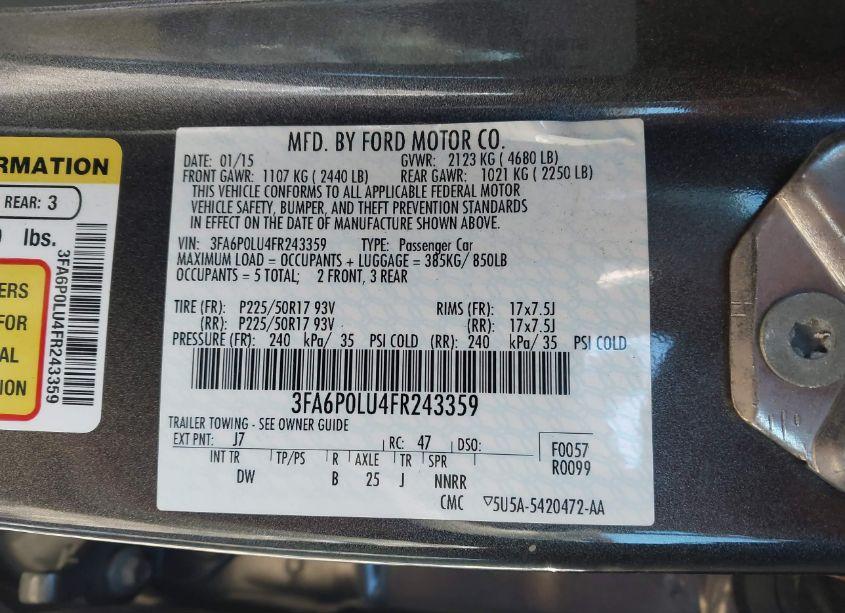 MFD. BY FORD MOTOR CO.
DATE: 01/15 GVWR: 2123 KG ( 4680 LB)
FRONT GAWR: 1107 KG ( 2440 LB) REAR GAWR: 1021 KG ( 2250 LB)
THIS VEHICLE CONFORMS TO ALL APPLICABLE FEDERAL MOTOR
VEHICLE SAFETY, BUMPER, AND THEFT PREVENTION STANDARDS
IN EFFECT ON THE DATE OF MANUFACTURE SHOWN ABOVE.
VIN: 3FA6P0LU4FR243359 TYPE: Passenger Car
MAXIMUM LOAD = OCCUPANTS + LUGGAGE = 385KG/ 850LB
OCCUPANTS = 5 TOTAL; 2 FRONT, 3 REAR
TIRE (FR): P225/50R17 93V RIMS (FR): 17x7.5J
(RR): P225/50R17 93V (RR): 17x7.5J
PRESSURE (FR): 240 kPa/ 35 PSI COLD (RR): 240 kPa/ 35 PSI COLD
3FA6P0LU4FR243359
TRAILER TOWING - SEE OWNER GUIDE
EXT PNT: J7 RC: 47 DSO:
F0057
R0099
INT TR TP/PS R AXLE TR SPR
DW B 25 J NNRR
CMC ▽5U5A-5420472-AA
REAR: 3
lbs.
FOR
3FA6P0LU4FR243359